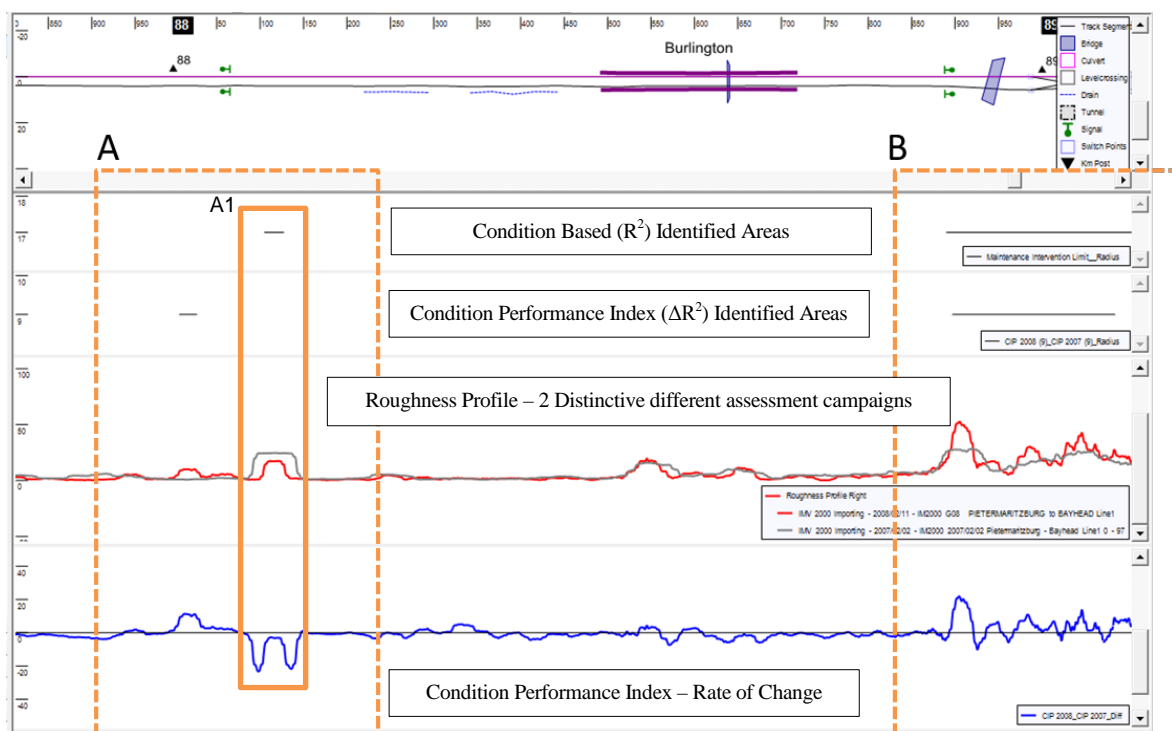 850 900 950 88 50 100 150 200 250 300 350 400 450 500 550 600 650 700 750 800 850 900 950 89
-20
Burlington
88
89
0
20
Track Segment
Bridge
Culvert
Levelcrossing
Drain
Tunnel
Signal
Switch Points
Km Post
A
B
18
A1
17
Condition Based (R²) Identified Areas
Maintenance Intervention Limit__Radius
10
9
Condition Performance Index (ΔR²) Identified Areas
CIP 2008 (9)_CIP 2007 (9)_Radius
100
Roughness Profile – 2 Distinctive different assessment campaigns
50
0
Roughness Profile Right
IMV 2000 Importing - 2008/02/11 - IM2000 G08 PIETERMARITZBURG to BAYHEAD Line1
IMV 2000 Importing - 2007/02/02 - IM2000 2007/02/02 Pietermaritzburg - Bayhead Line1 0 - 97
40
20
0
-20
-40
Condition Performance Index – Rate of Change
CIP 2008_CIP 2007_Diff